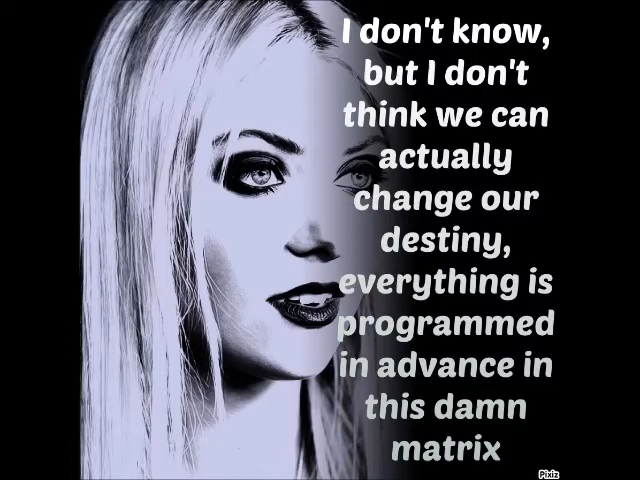 I don't know,
but I don't
think we can
actually
change our
destiny,
everything is
programmed
in advance in
this damn
matrix
Pixiz